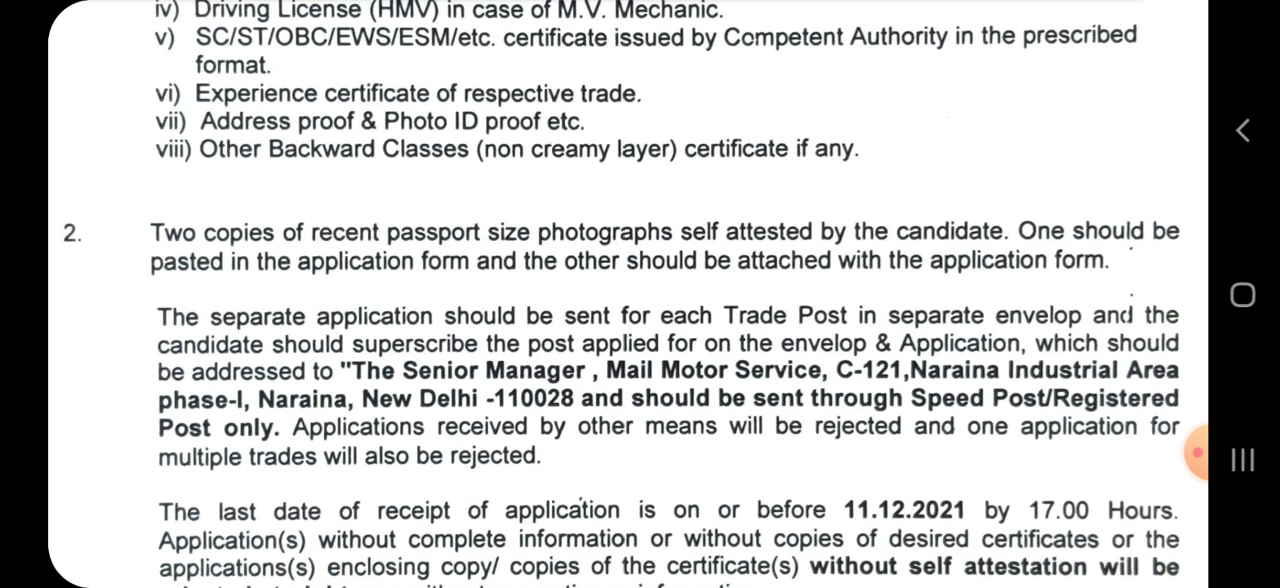 iv) Driving License (HMV) in case of M.V. Mechanic.
v) SC/ST/OBC/EWS/ESM/etc. certificate issued by Competent Authority in the prescribed
format.
vi) Experience certificate of respective trade.
vii) Address proof & Photo ID proof etc.
viii) Other Backward Classes (non creamy layer) certificate if any.
2. Two copies of recent passport size photographs self attested by the candidate. One should be
pasted in the application form and the other should be attached with the application form.
The separate application should be sent for each Trade Post in separate envelop and the
candidate should superscribe the post applied for on the envelop & Application, which should
be addressed to "The Senior Manager , Mail Motor Service, C-121,Naraina Industrial Area
phase-I, Naraina, New Delhi -110028 and should be sent through Speed Post/Registered
Post only. Applications received by other means will be rejected and one application for
multiple trades will also be rejected.
The last date of receipt of application is on or before 11.12.2021 by 17.00 Hours.
Application(s) without complete information or without copies of desired certificates or the
applications(s) enclosing copy/ copies of the certificate(s) without self attestation will be